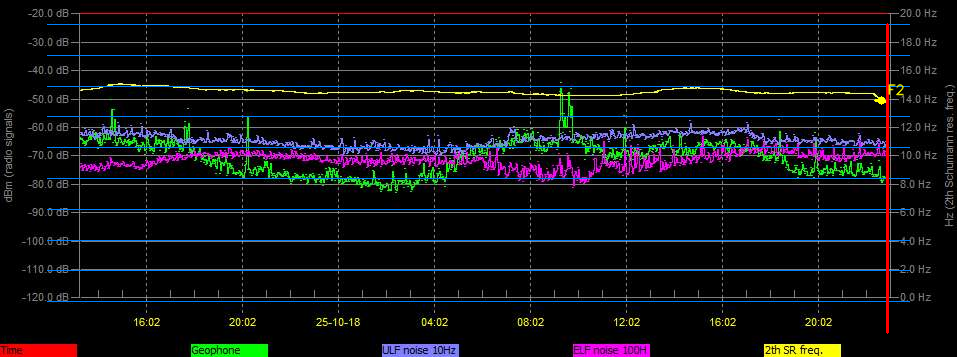 -20.0 dB 20.0 Hz
-30.0 dB 18.0 Hz
-40.0 dB 16.0 Hz
-50.0 dB 14.0 Hz
F2
-60.0 dB 12.0 Hz
-70.0 dB 10.0 Hz
-80.0 dB 8.0 Hz
-90.0 dB 6.0 Hz
-100.0 dB 4.0 Hz
-110.0 dB 2.0 Hz
-120.0 dB 0.0 Hz
dBm (radio signals)
Hz (2th Schumann res. freq.)
16:02 20:02 25-10-18 04:02 08:02 12:02 16:02 20:02
Time Geophone ULF noise 10Hz ELF noise 100H 2th SR freq.